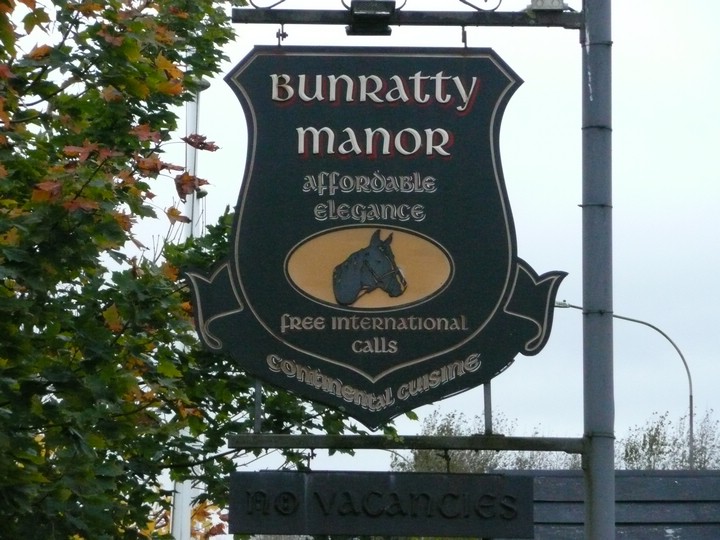 BUNRATTY
MANOR
AFFORDABLE
ELEGANCE
FREE INTERNATIONAL
CALLS
CONTINENTAL CUISINE
NO VACANCIES